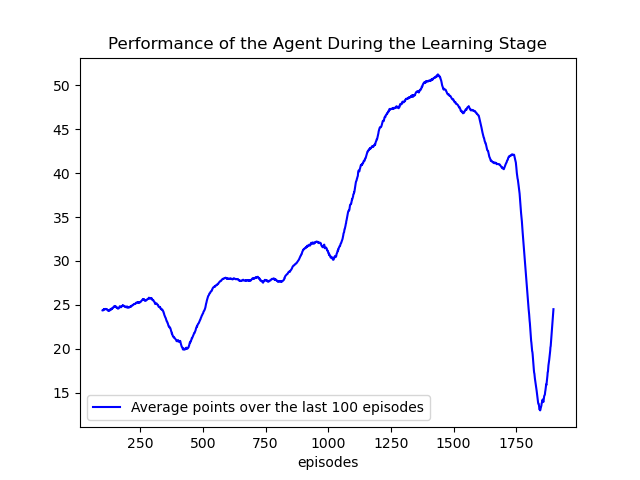 Performance of the Agent During the Learning Stage
50
45
40
35
30
25
20
15
Average points over the last 100 episodes
250 500 750 1000 1250 1500 1750
episodes